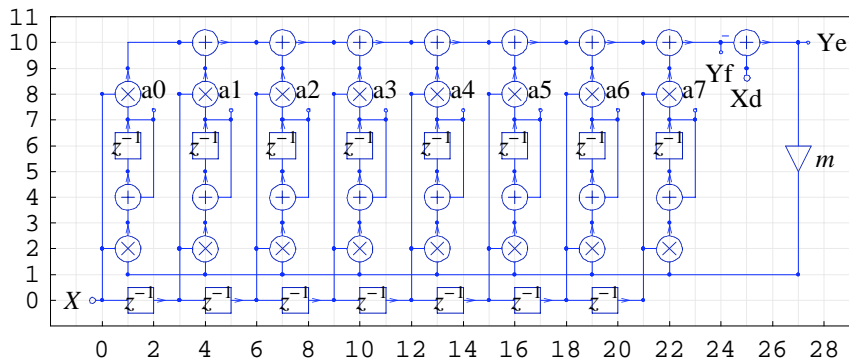 11
10 Ye
9 Yf Xd
8 a0 a1 a2 a3 a4 a5 a6 a7
7
6 z⁻¹ z⁻¹ z⁻¹ z⁻¹ z⁻¹ z⁻¹ z⁻¹ z⁻¹ m
5
4
3
2
1
0 X z⁻¹ z⁻¹ z⁻¹ z⁻¹ z⁻¹ z⁻¹ z⁻¹
0 2 4 6 8 10 12 14 16 18 20 22 24 26 28